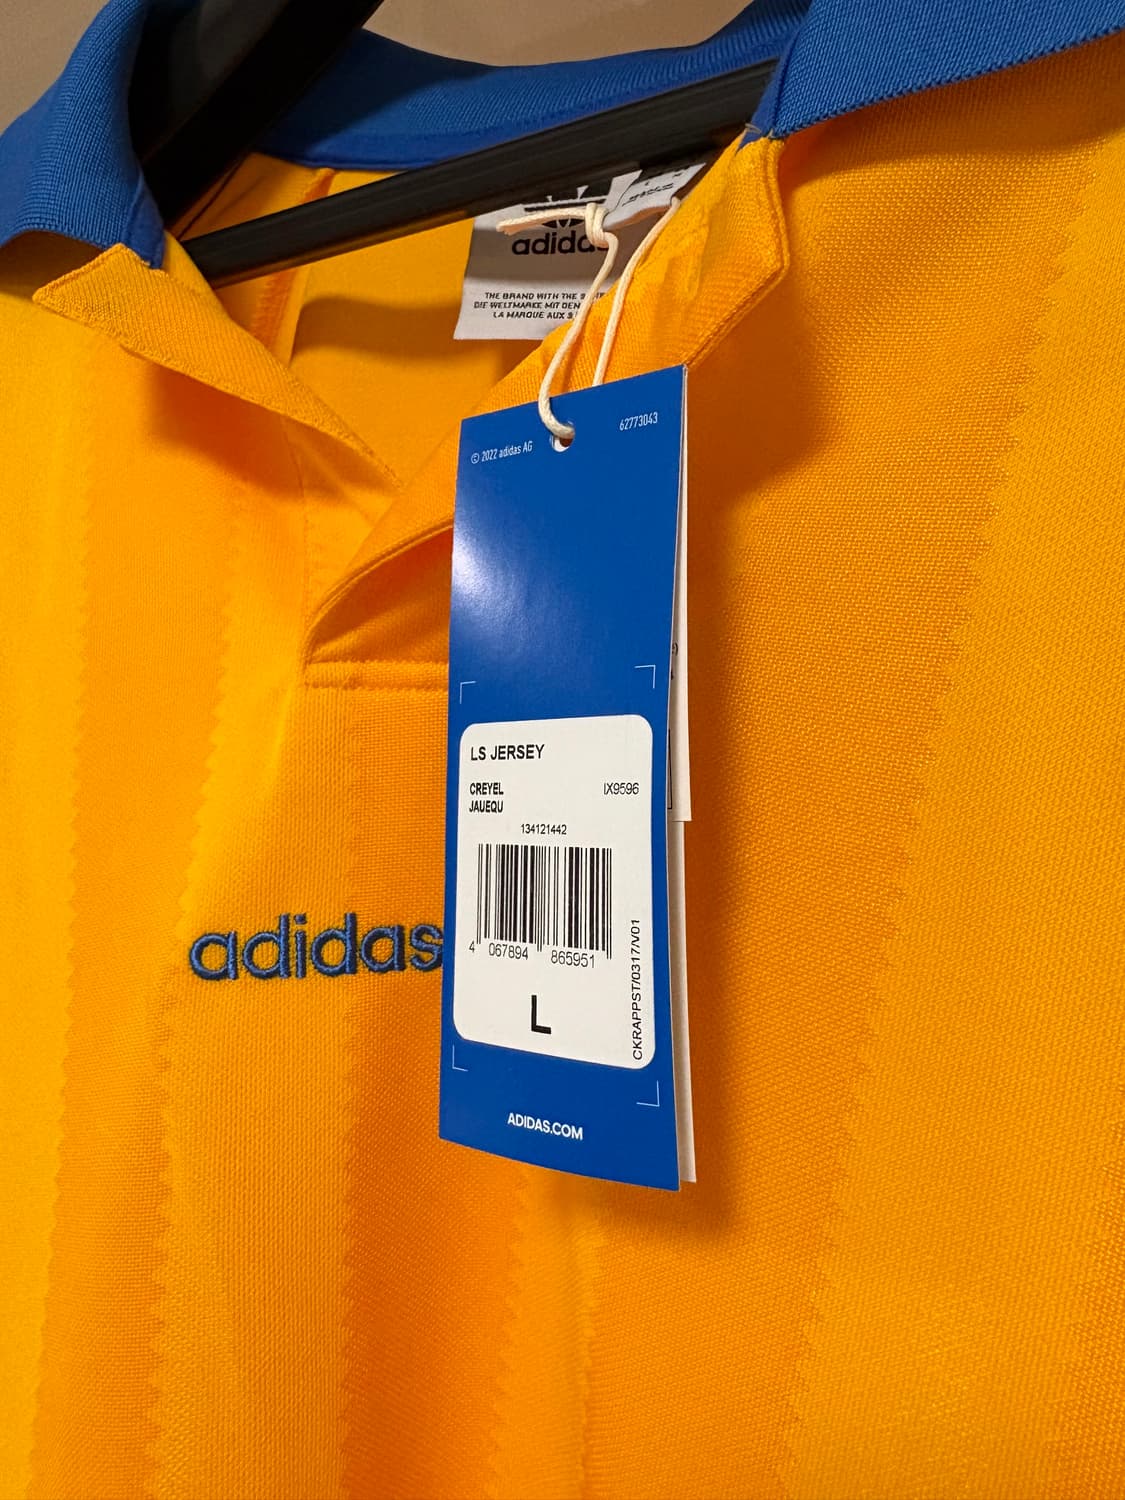 adidas
THE BRAND WITH THE
DIE WELTMARKE MIT DEN
LA MARQUE AUX 3
© 2022 adidas AG
62773043
LS JERSEY
CREYEL
IX9596
JAUEQU
134121442
4 067894 865951
L
CKRAPPST/0317/V01
ADIDAS.COM
adidas